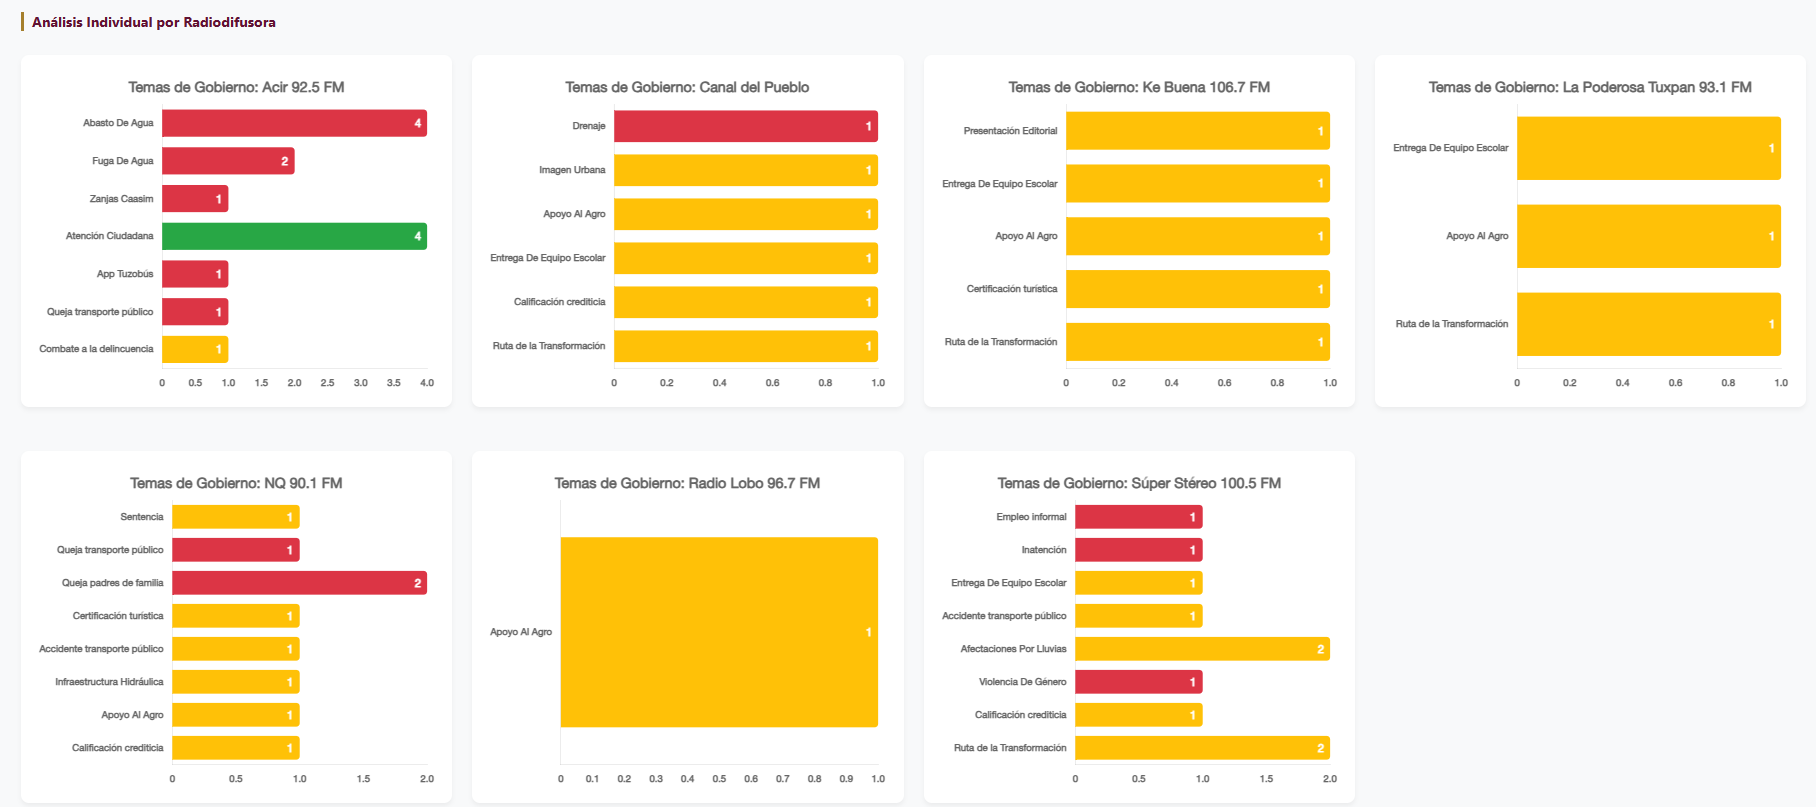 Análisis Individual por Radiodifusora
Temas de Gobierno: Acir 92.5 FM
Abasto De Agua 4
Fuga De Agua 2
Zanjas Caasim 1
Atención Ciudadana 4
App Tuzobús 1
Queja transporte público 1
Combate a la delincuencia 1
0 0.5 1.0 1.5 2.0 2.5 3.0 3.5 4.0
Temas de Gobierno: Canal del Pueblo
Drenaje 1
Imagen Urbana 1
Apoyo Al Agro 1
Entrega De Equipo Escolar 1
Calificación crediticia 1
Ruta de la Transformación 1
0 0.2 0.4 0.6 0.8 1.0
Temas de Gobierno: Ke Buena 106.7 FM
Presentación Editorial 1
Entrega De Equipo Escolar 1
Apoyo Al Agro 1
Certificación turística 1
Ruta de la Transformación 1
0 0.2 0.4 0.6 0.8 1.0
Temas de Gobierno: La Poderosa Tuxpan 93.1 FM
Entrega De Equipo Escolar 1
Apoyo Al Agro 1
Ruta de la Transformación 1
0 0.2 0.4 0.6 0.8 1.0
Temas de Gobierno: NQ 90.1 FM
Sentencia 1
Queja transporte público 1
Queja padres de familia 2
Certificación turística 1
Accidente transporte público 1
Infraestructura Hidráulica 1
Apoyo Al Agro 1
Calificación crediticia 1
0 0.5 1.0 1.5 2.0
Temas de Gobierno: Radio Lobo 96.7 FM
Apoyo Al Agro 1
0 0.1 0.2 0.3 0.4 0.5 0.6 0.7 0.8 0.9 1.0
Temas de Gobierno: Súper Stéreo 100.5 FM
Empleo informal 1
Inatención 1
Entrega De Equipo Escolar 1
Accidente transporte público 1
Afectaciones Por Lluvias 2
Violencia De Género 1
Calificación crediticia 1
Ruta de la Transformación 2
0 0.5 1.0 1.5 2.0